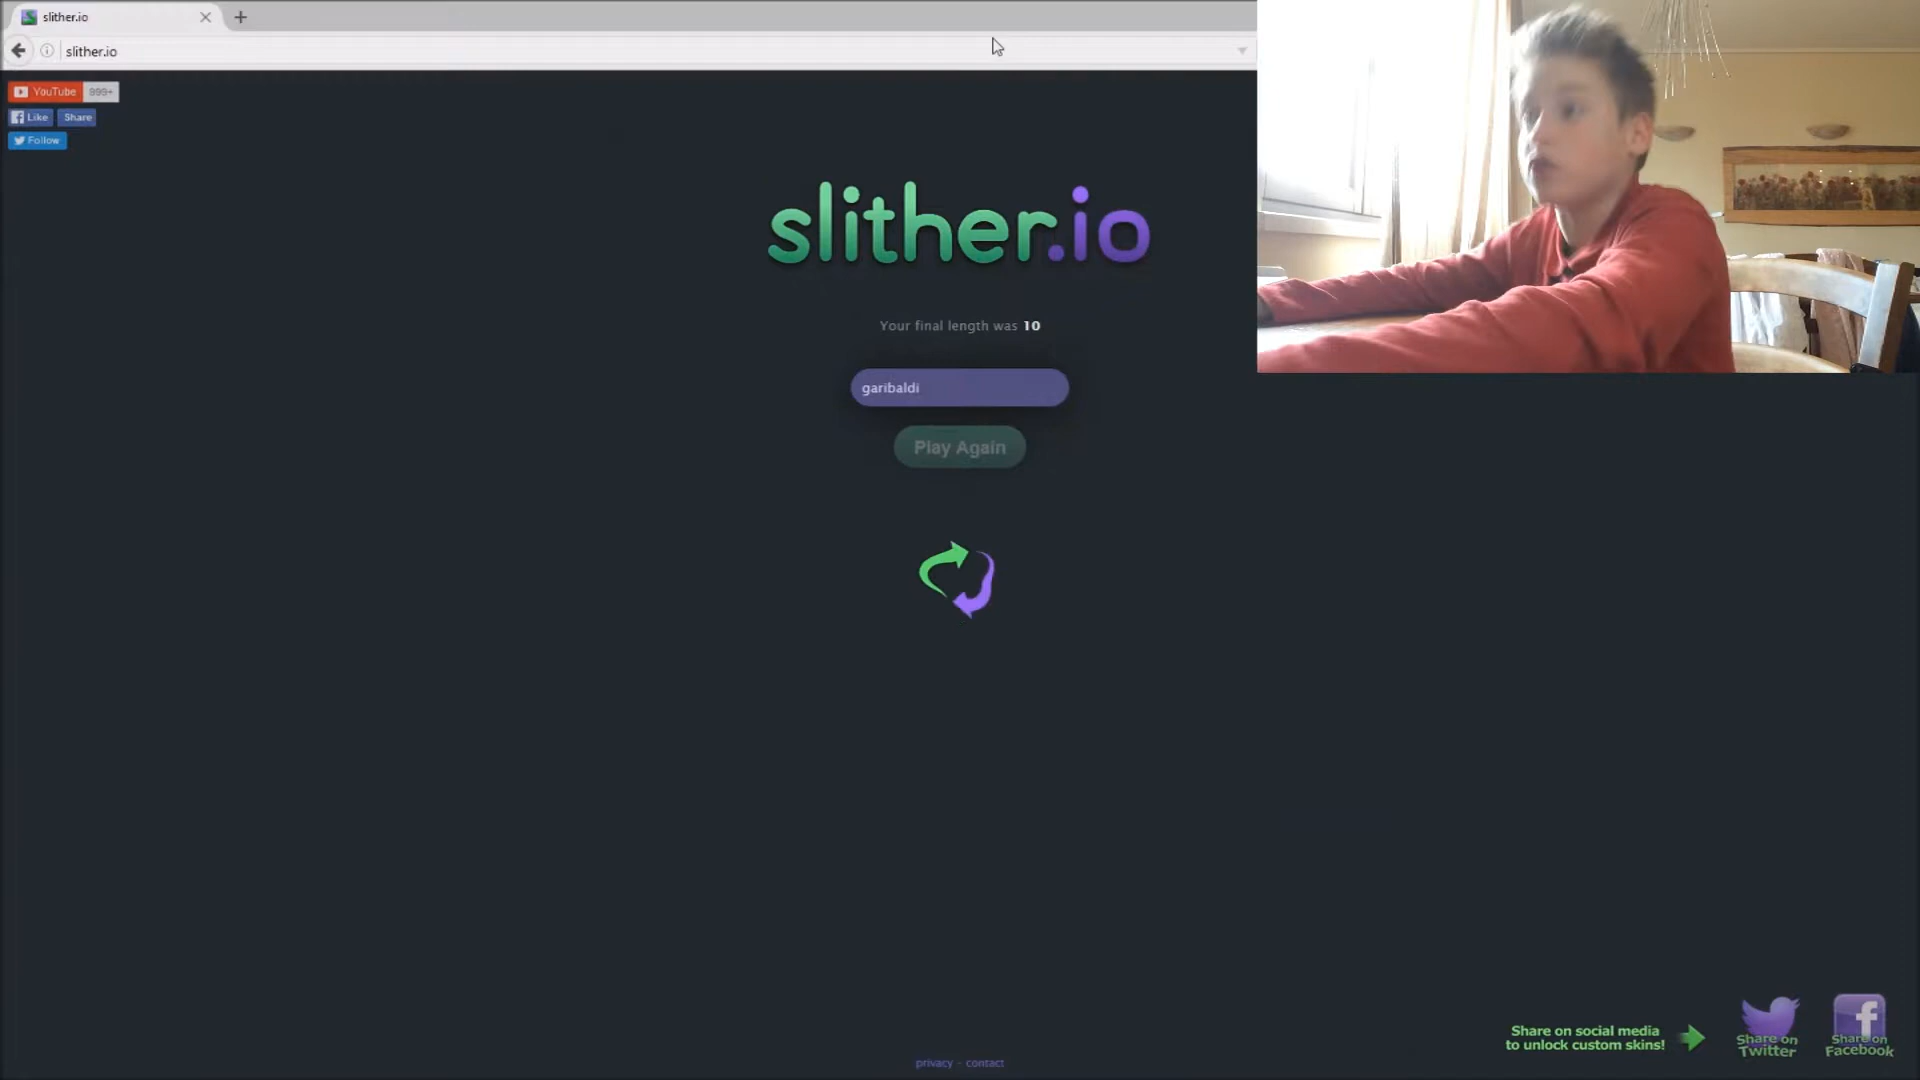 slither.io
slither.io
YouTube 999+
Like Share
Follow
slither.io
Your final length was 10
garibaldi
Play Again
Share on social media
to unlock custom skins!
Share on
Twitter
Share on
Facebook
privacy - contact